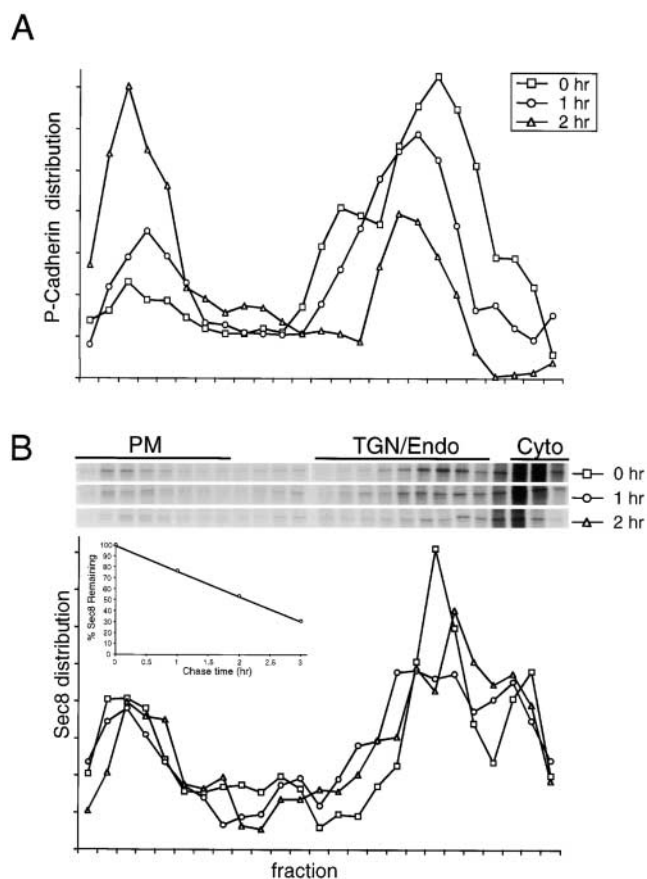 A
P-Cadherin distribution
0 hr
1 hr
2 hr
B
PM
TGN/Endo
Cyto
0 hr
1 hr
2 hr
Sec8 distribution
% Sec8 Remaining
100
90
80
70
60
50
40
30
20
10
0
0
0.5
1
1.5
2
2.5
3
Chase time (hr)
fraction